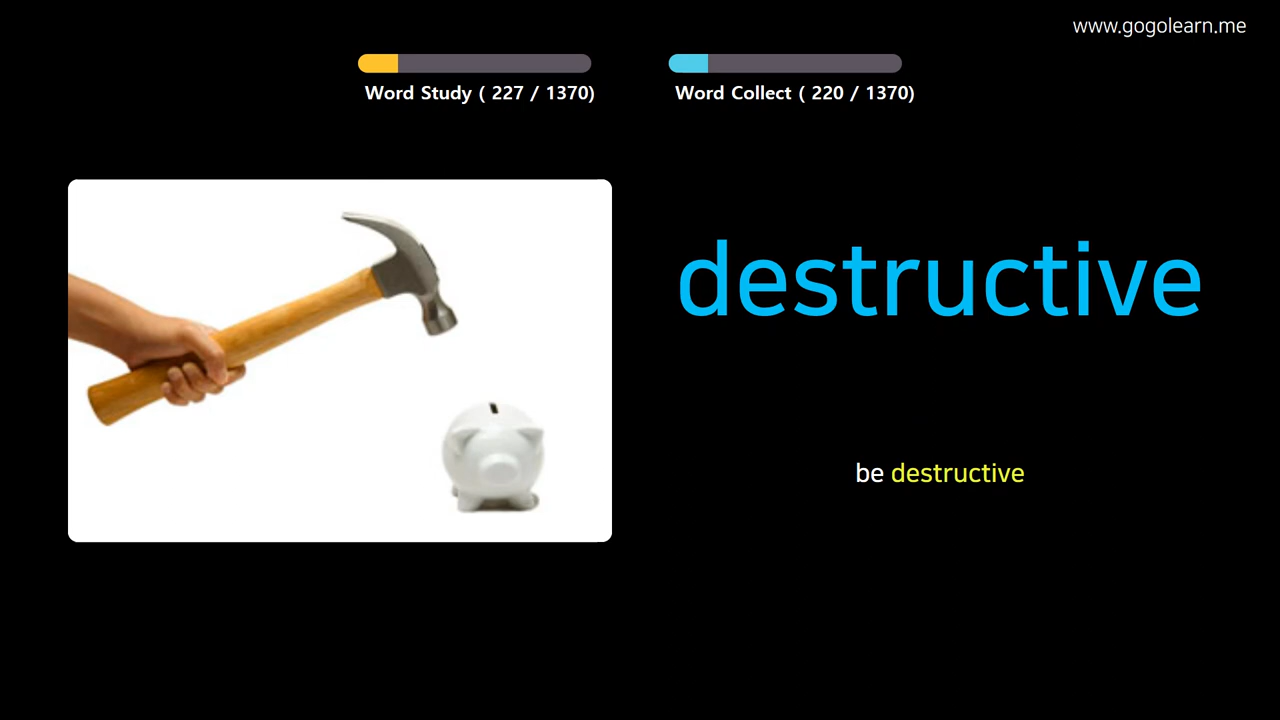 www.gogolearn.me
Word Study ( 227 / 1370)
Word Collect ( 220 / 1370)
destructive
be destructive